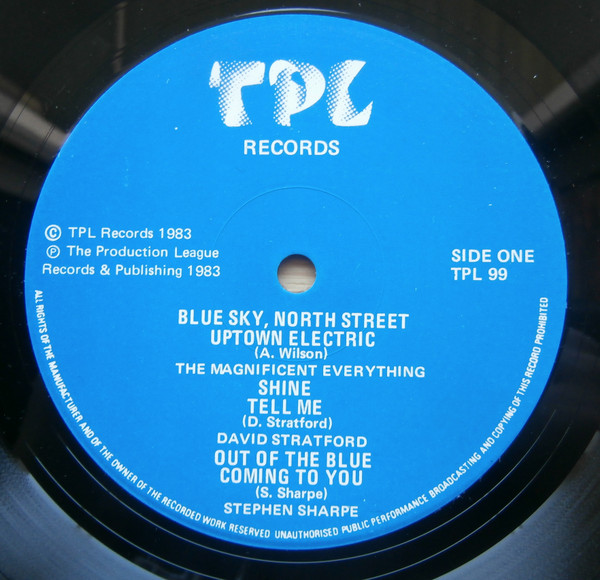 TPL
RECORDS
© TPL Records 1983
℗ The Production League
Records & Publishing 1983
SIDE ONE
TPL 99
BLUE SKY, NORTH STREET
UPTOWN ELECTRIC
(A. Wilson)
THE MAGNIFICENT EVERYTHING
SHINE
TELL ME
(D. Stratford)
DAVID STRATFORD
OUT OF THE BLUE
COMING TO YOU
(S. Sharpe)
STEPHEN SHARPE
ALL RIGHTS OF THE MANUFACTURER AND OF THE OWNER OF THE RECORDED WORK RESERVED UNAUTHORISED PUBLIC PERFORMANCE BROADCASTING AND COPYING OF THIS RECORD PROHIBITED